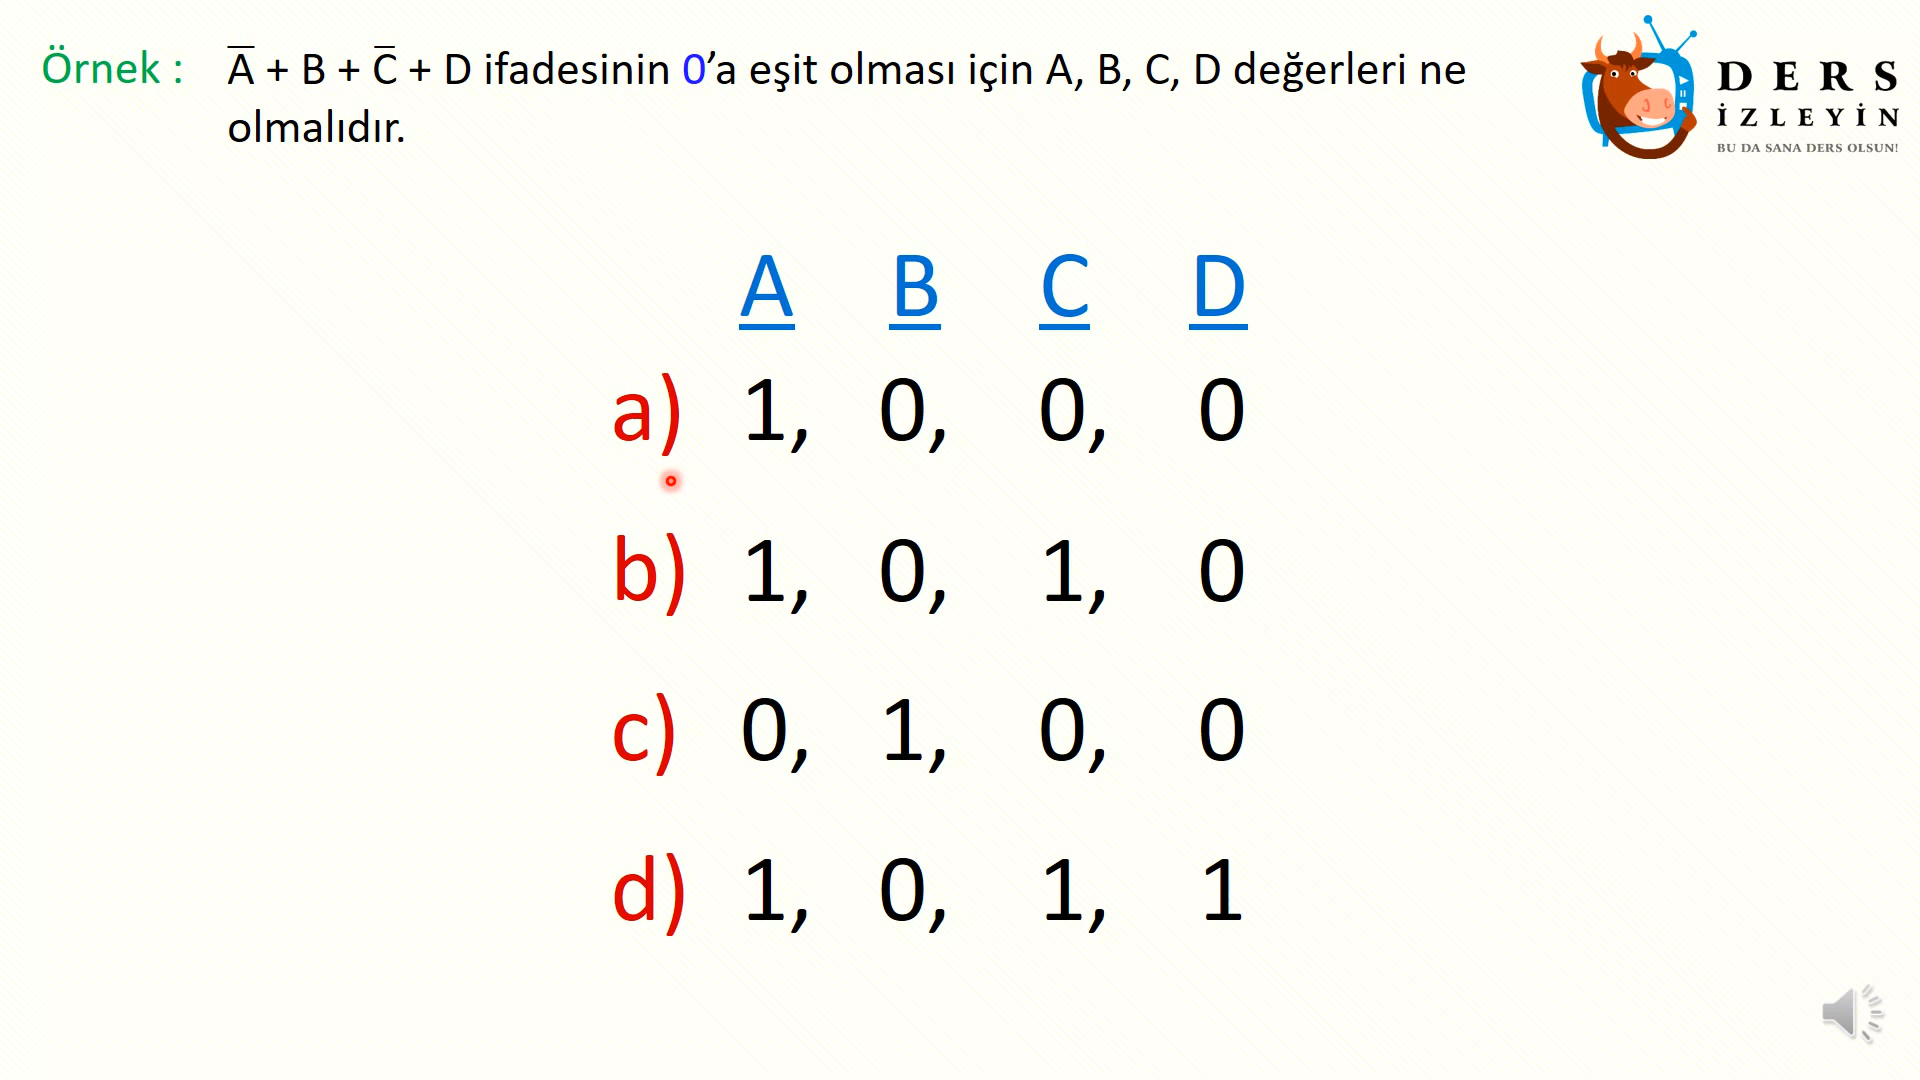 Örnek : A̅ + B + C̅ + D ifadesinin 0’a eşit olması için A, B, C, D değerleri ne
olmalıdır.
DERS
İZLEYİN
BU DA SANA DERS OLSUN!
A B C D
a) 1, 0, 0, 0
b) 1, 0, 1, 0
c) 0, 1, 0, 0
d) 1, 0, 1, 1